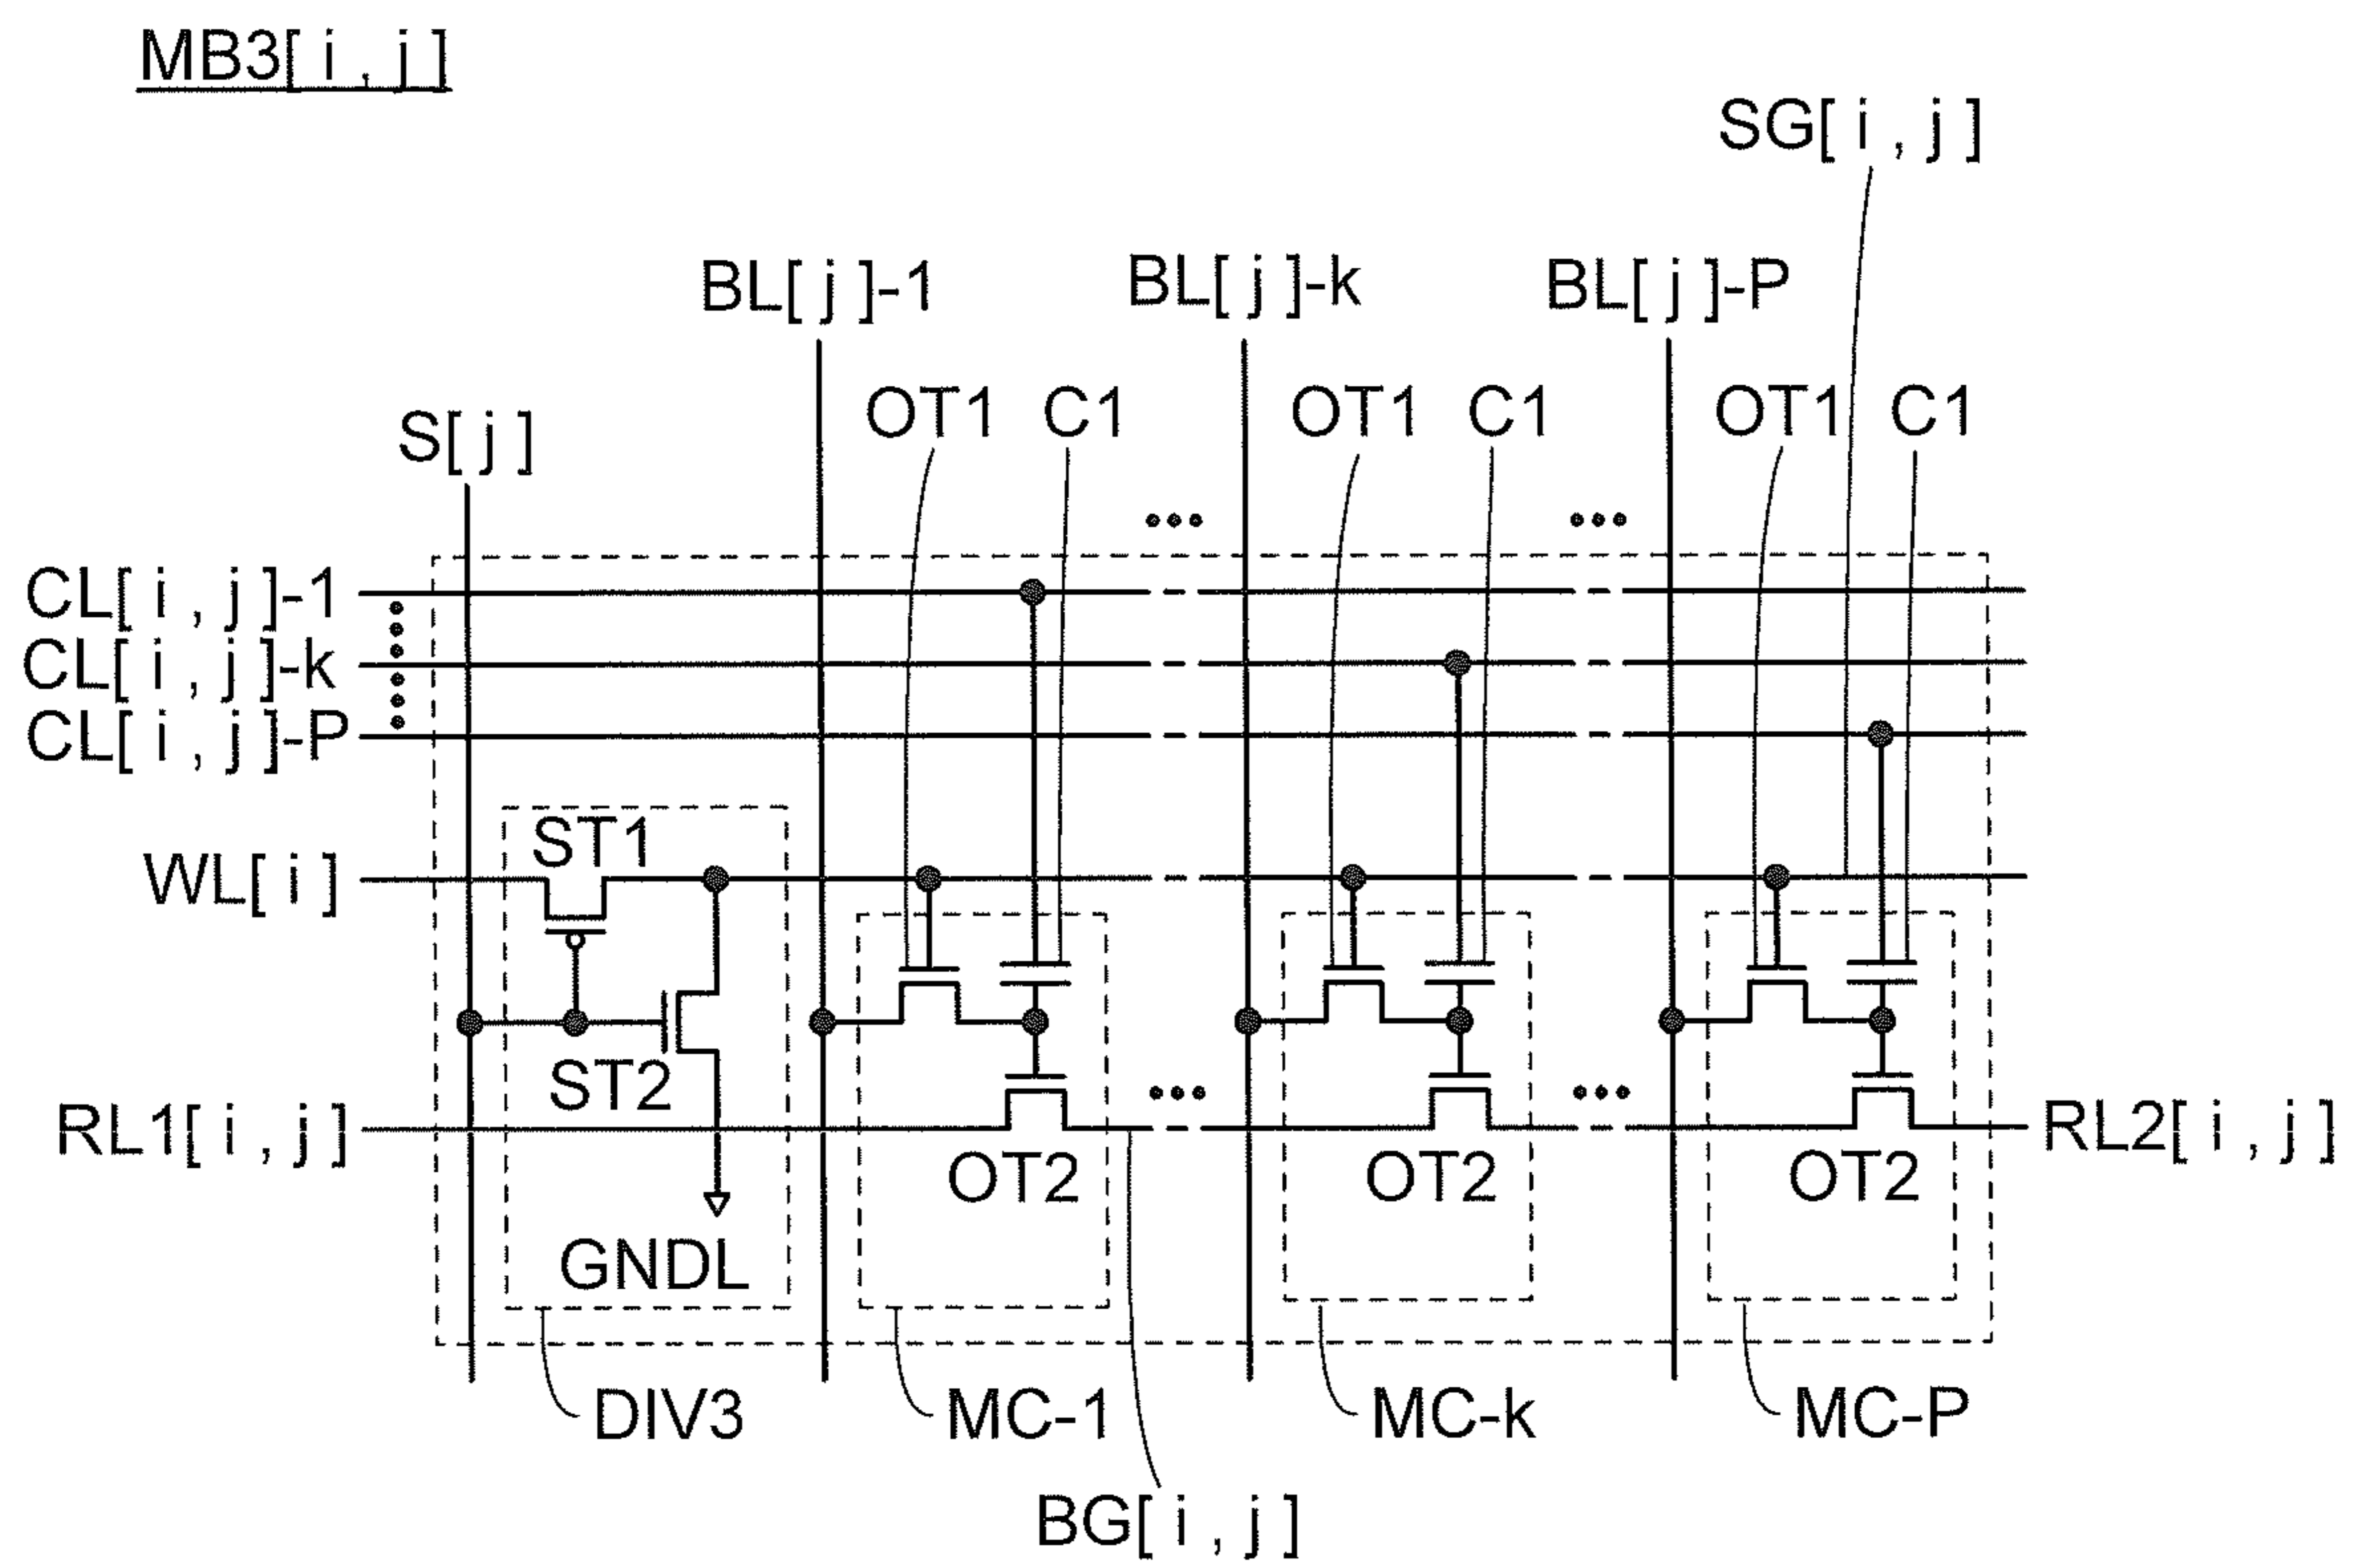 MB3[ i , j ]
SG[ i , j ]
BL[ j ]-1
BL[ j ]-k
BL[ j ]-P
S[ j ]
OT1
C1
OT1
C1
OT1
C1
CL[ i , j ]-1
CL[ i , j ]-k
CL[ i , j ]-P
WL[ i ]
ST1
ST2
RL1[ i , j ]
RL2[ i , j ]
OT2
OT2
OT2
GNDL
DIV3
MC-1
MC-k
MC-P
BG[ i , j ]